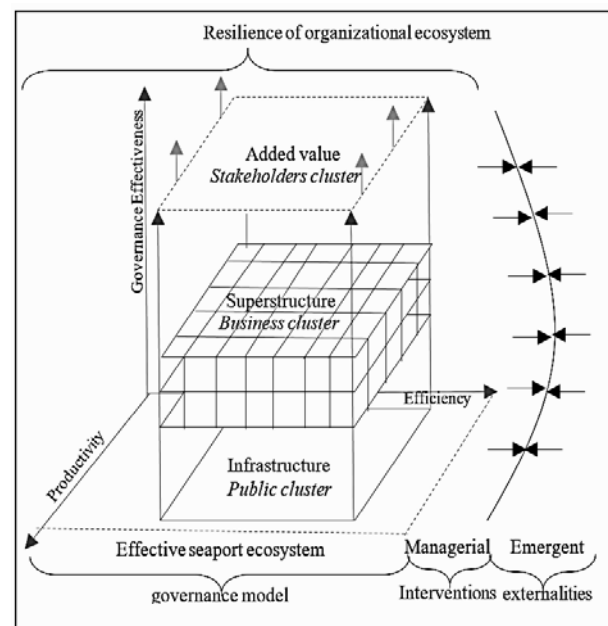 Resilience of organizational ecosystem
Governance Effectiveness
Added value
Stakeholders cluster
Superstructure
Business cluster
Efficiency
Productivity
Infrastructure
Public cluster
Effective seaport ecosystem
governance model
Managerial
Interventions
Emergent
externalities